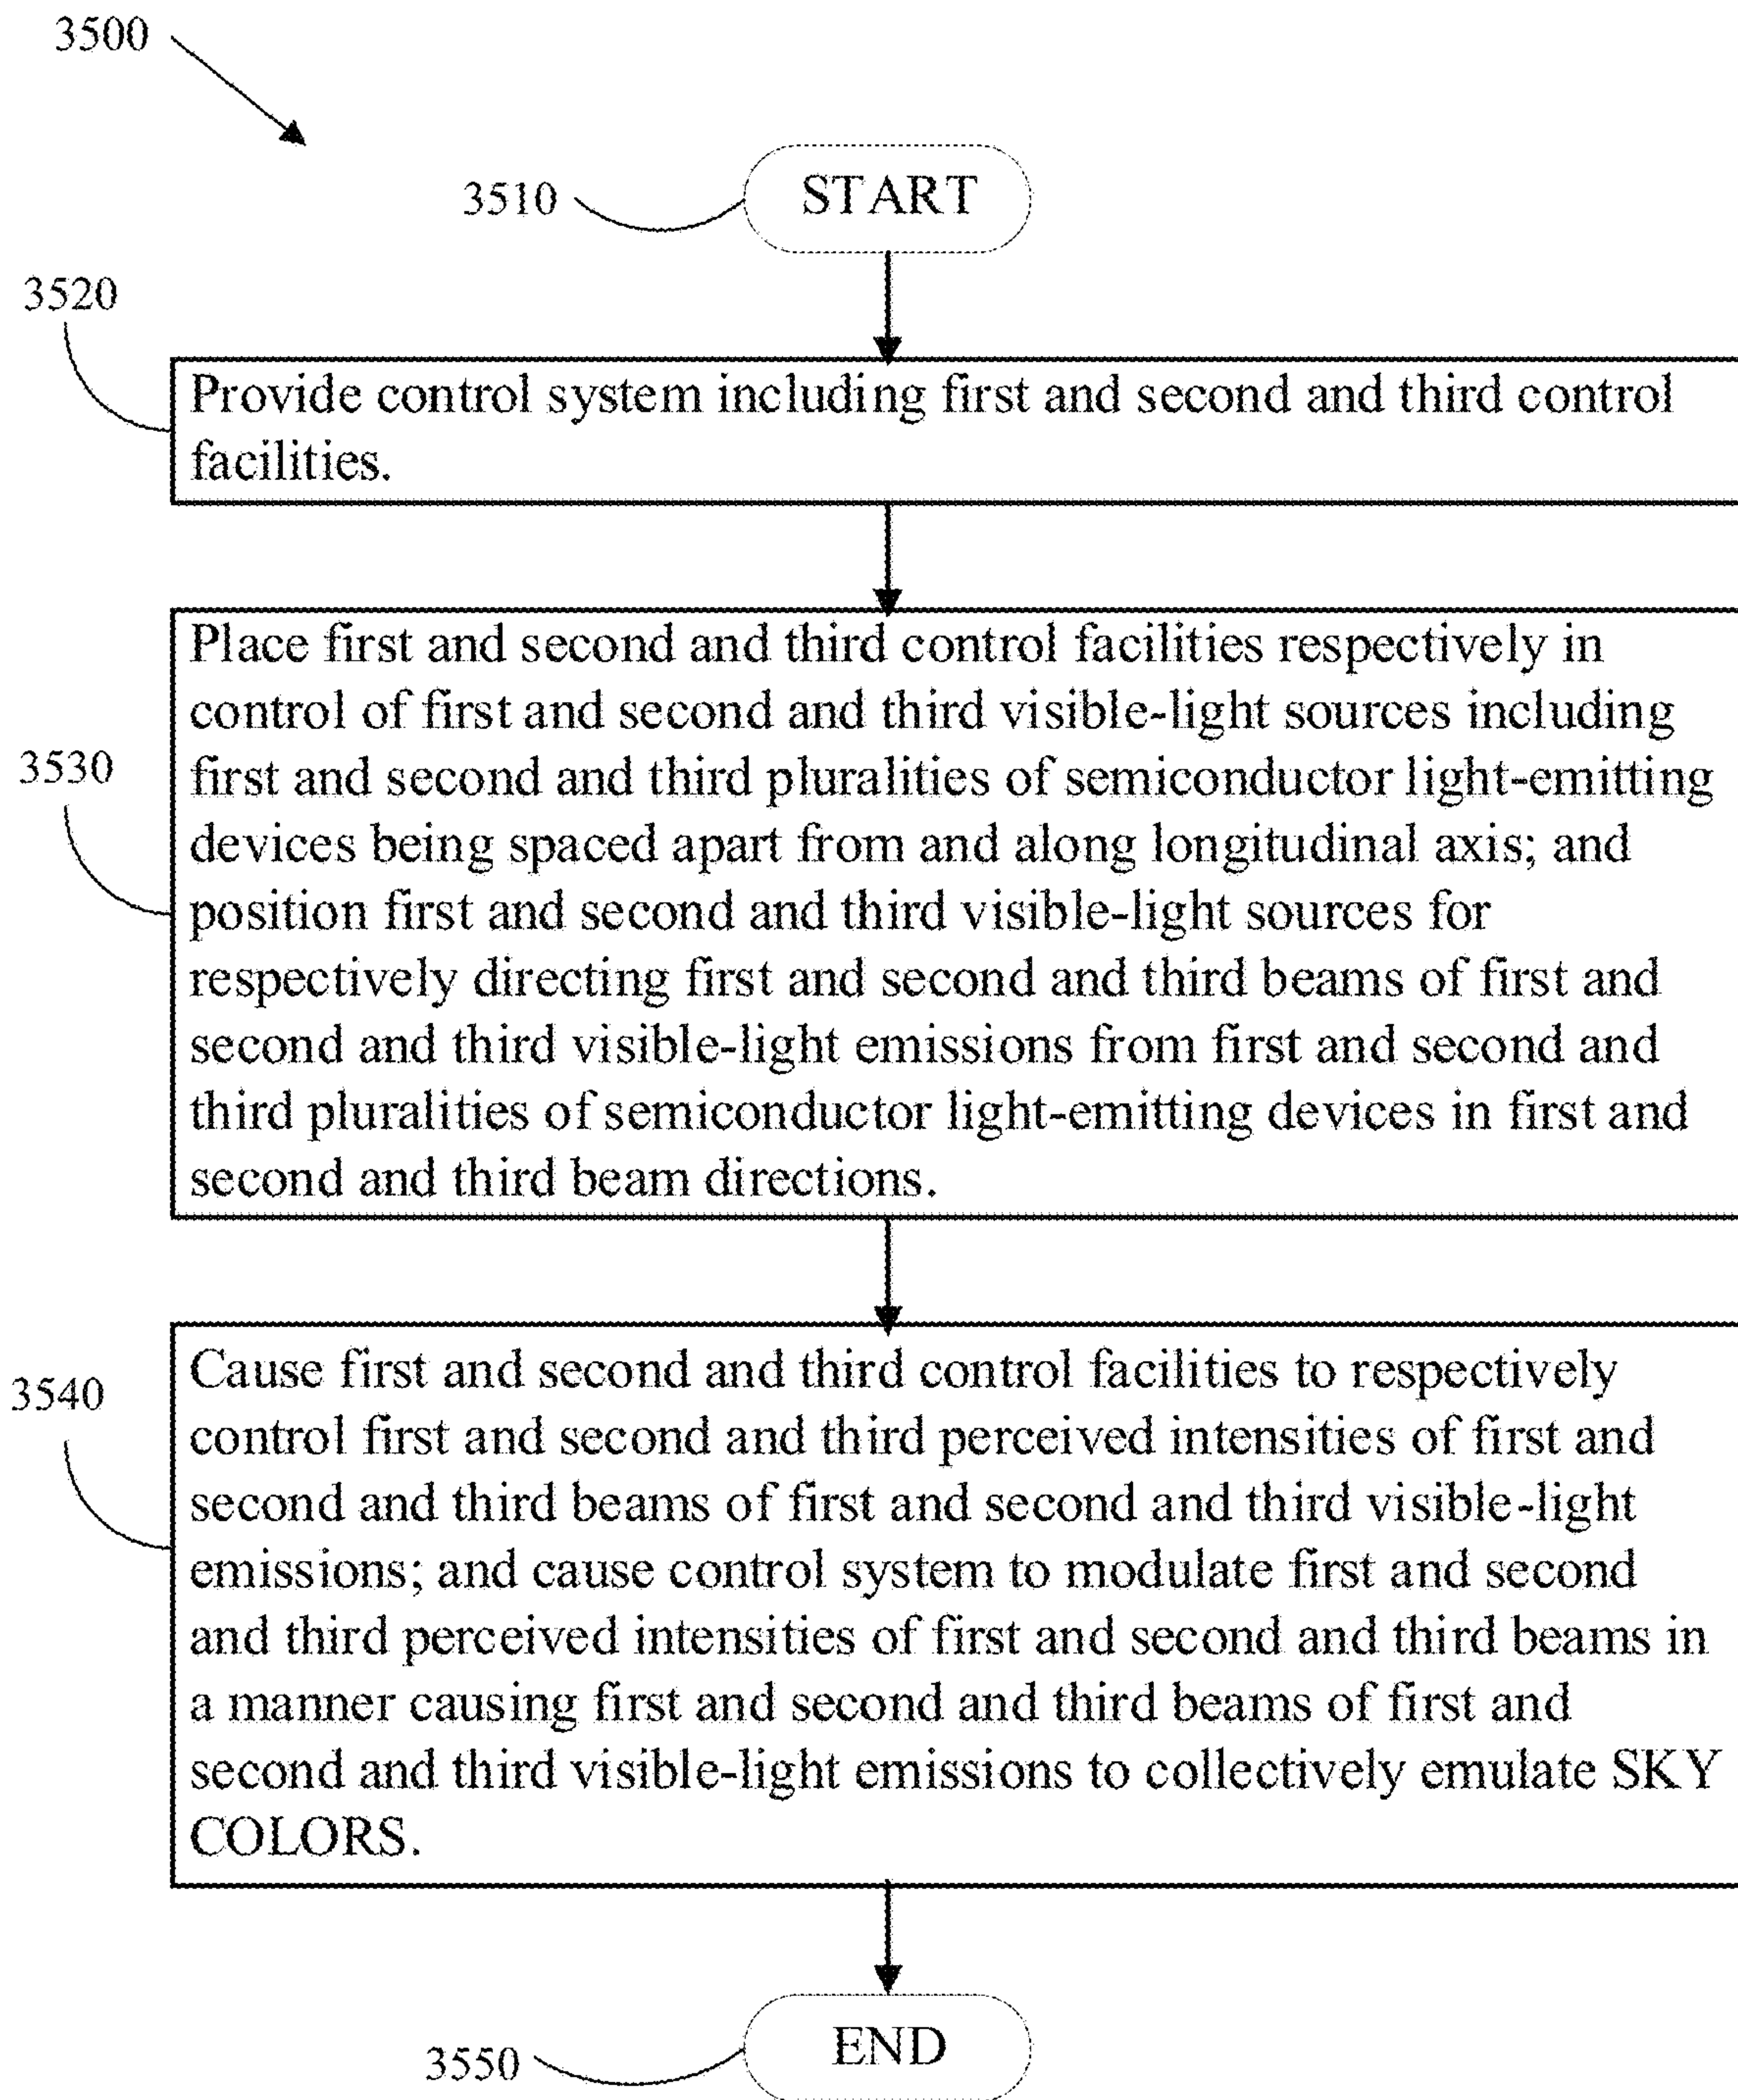 3500
3510
START
3520
Provide control system including first and second and third control
facilities.
3530
Place first and second and third control facilities respectively in
control of first and second and third visible-light sources including
first and second and third pluralities of semiconductor light-emitting
devices being spaced apart from and along longitudinal axis; and
position first and second and third visible-light sources for
respectively directing first and second and third beams of first and
second and third visible-light emissions from first and second and
third pluralities of semiconductor light-emitting devices in first and
second and third beam directions.
3540
Cause first and second and third control facilities to respectively
control first and second and third perceived intensities of first and
second and third beams of first and second and third visible-light
emissions; and cause control system to modulate first and second
and third perceived intensities of first and second and third beams in
a manner causing first and second and third beams of first and
second and third visible-light emissions to collectively emulate SKY
COLORS.
3550
END